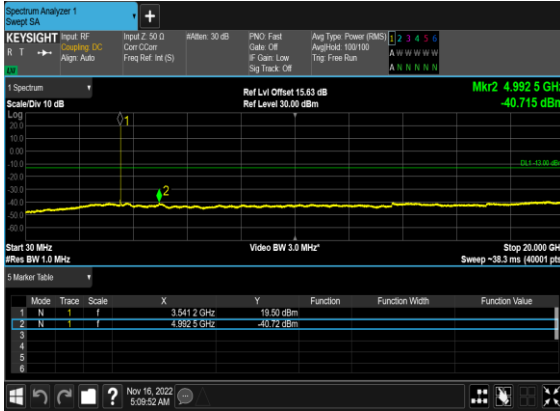 Spectrum Analyzer 1
Swept SA
+
KEYSIGHT Input: RF Input Z: 50 Ω #Atten: 30 dB PNO: Fast Avg Type: Power (RMS) 1 2 3 4 5 6
R T Coupling: DC Corr CCorr Gate: Off Avg|Hold: 100/100 A W W W W W
Align: Auto Freq Ref: Int (S) IF Gain: Low Trig: Free Run
Sig Track: Off A N N N N N
1 Spectrum Ref Lvl Offset 15.63 dB Mkr2 4.992 5 GHz
Scale/Div 10 dB Ref Level 30.00 dBm -40.715 dBm
Log
20.0 1
10.0
0.00
-10.0 DL1 -13.00 dBm
-20.0
-30.0 2
-40.0
-50.0
-60.0
Start 30 MHz Video BW 3.0 MHz* Stop 20.000 GHz
#Res BW 1.0 MHz Sweep ~38.3 ms (40001 pts)
5 Marker Table
Mode Trace Scale X Y Function Function Width Function Value
1 N 1 f 3.541 2 GHz 19.50 dBm
2 N 1 f 4.992 5 GHz -40.72 dBm
3
4
5
6
? Nov 16, 2022
5:09:52 AM